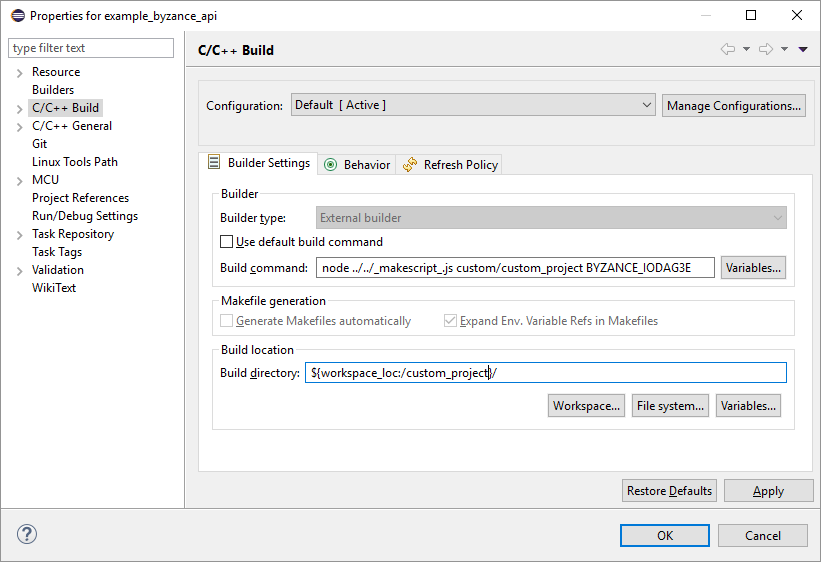 Properties for example_byzance_api
type filter text
Resource
Builders
C/C++ Build
C/C++ General
Git
Linux Tools Path
MCU
Project References
Run/Debug Settings
Task Repository
Task Tags
Validation
WikiText
C/C++ Build
Configuration: Default [ Active ] Manage Configurations...
Builder Settings Behavior Refresh Policy
Builder
Builder type: External builder
Use default build command
Build command: node ../../_makescript_.js custom/custom_project BYZANCE_IODAG3E Variables...
Makefile generation
Generate Makefiles automatically Expand Env. Variable Refs in Makefiles
Build location
Build directory: ${workspace_loc:/custom_project}/
Workspace... File system... Variables...
Restore Defaults Apply
? OK Cancel